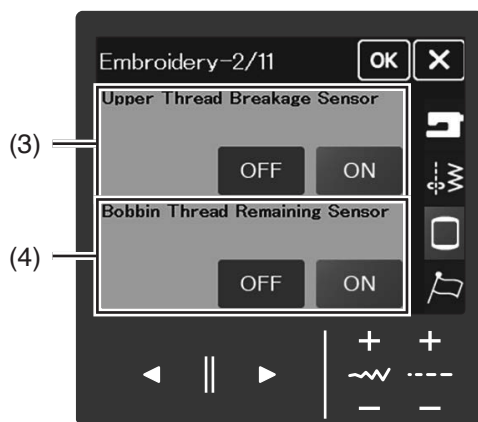 Embroidery-2/11
OK
Upper Thread Breakage Sensor
(3)
OFF ON
Bobbin Thread Remaining Sensor
(4)
OFF ON